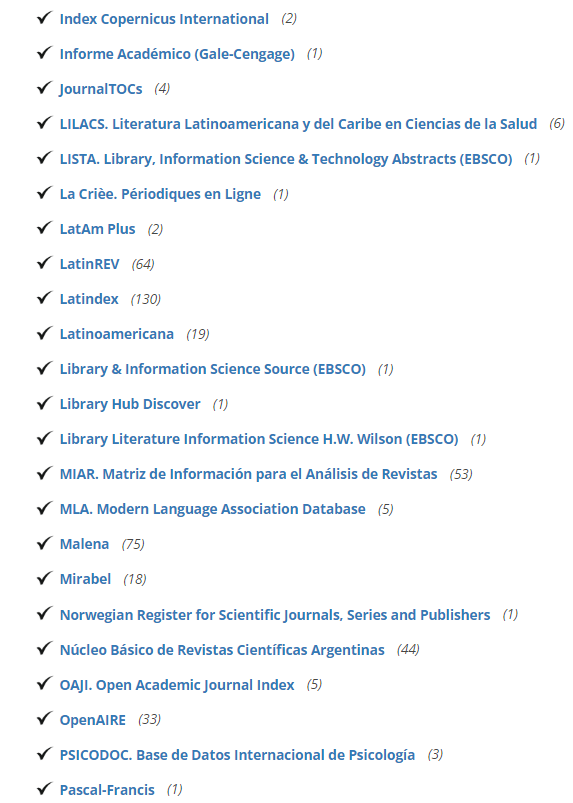 Index Copernicus International (2)
Informe Académico (Gale-Cengage) (1)
JournalTOCs (4)
LILACS. Literatura Latinoamericana y del Caribe en Ciencias de la Salud (6)
LISTA. Library, Information Science & Technology Abstracts (EBSCO) (1)
La Crièe. Périodiques en Ligne (1)
LatAm Plus (2)
LatinREV (64)
Latindex (130)
Latinoamericana (19)
Library & Information Science Source (EBSCO) (1)
Library Hub Discover (1)
Library Literature Information Science H.W. Wilson (EBSCO) (1)
MIAR. Matriz de Información para el Análisis de Revistas (53)
MLA. Modern Language Association Database (5)
Malena (75)
Mirabel (18)
Norwegian Register for Scientific Journals, Series and Publishers (1)
Núcleo Básico de Revistas Científicas Argentinas (44)
OAJI. Open Academic Journal Index (5)
OpenAIRE (33)
PSICODOC. Base de Datos Internacional de Psicología (3)
Pascal-Francis (1)